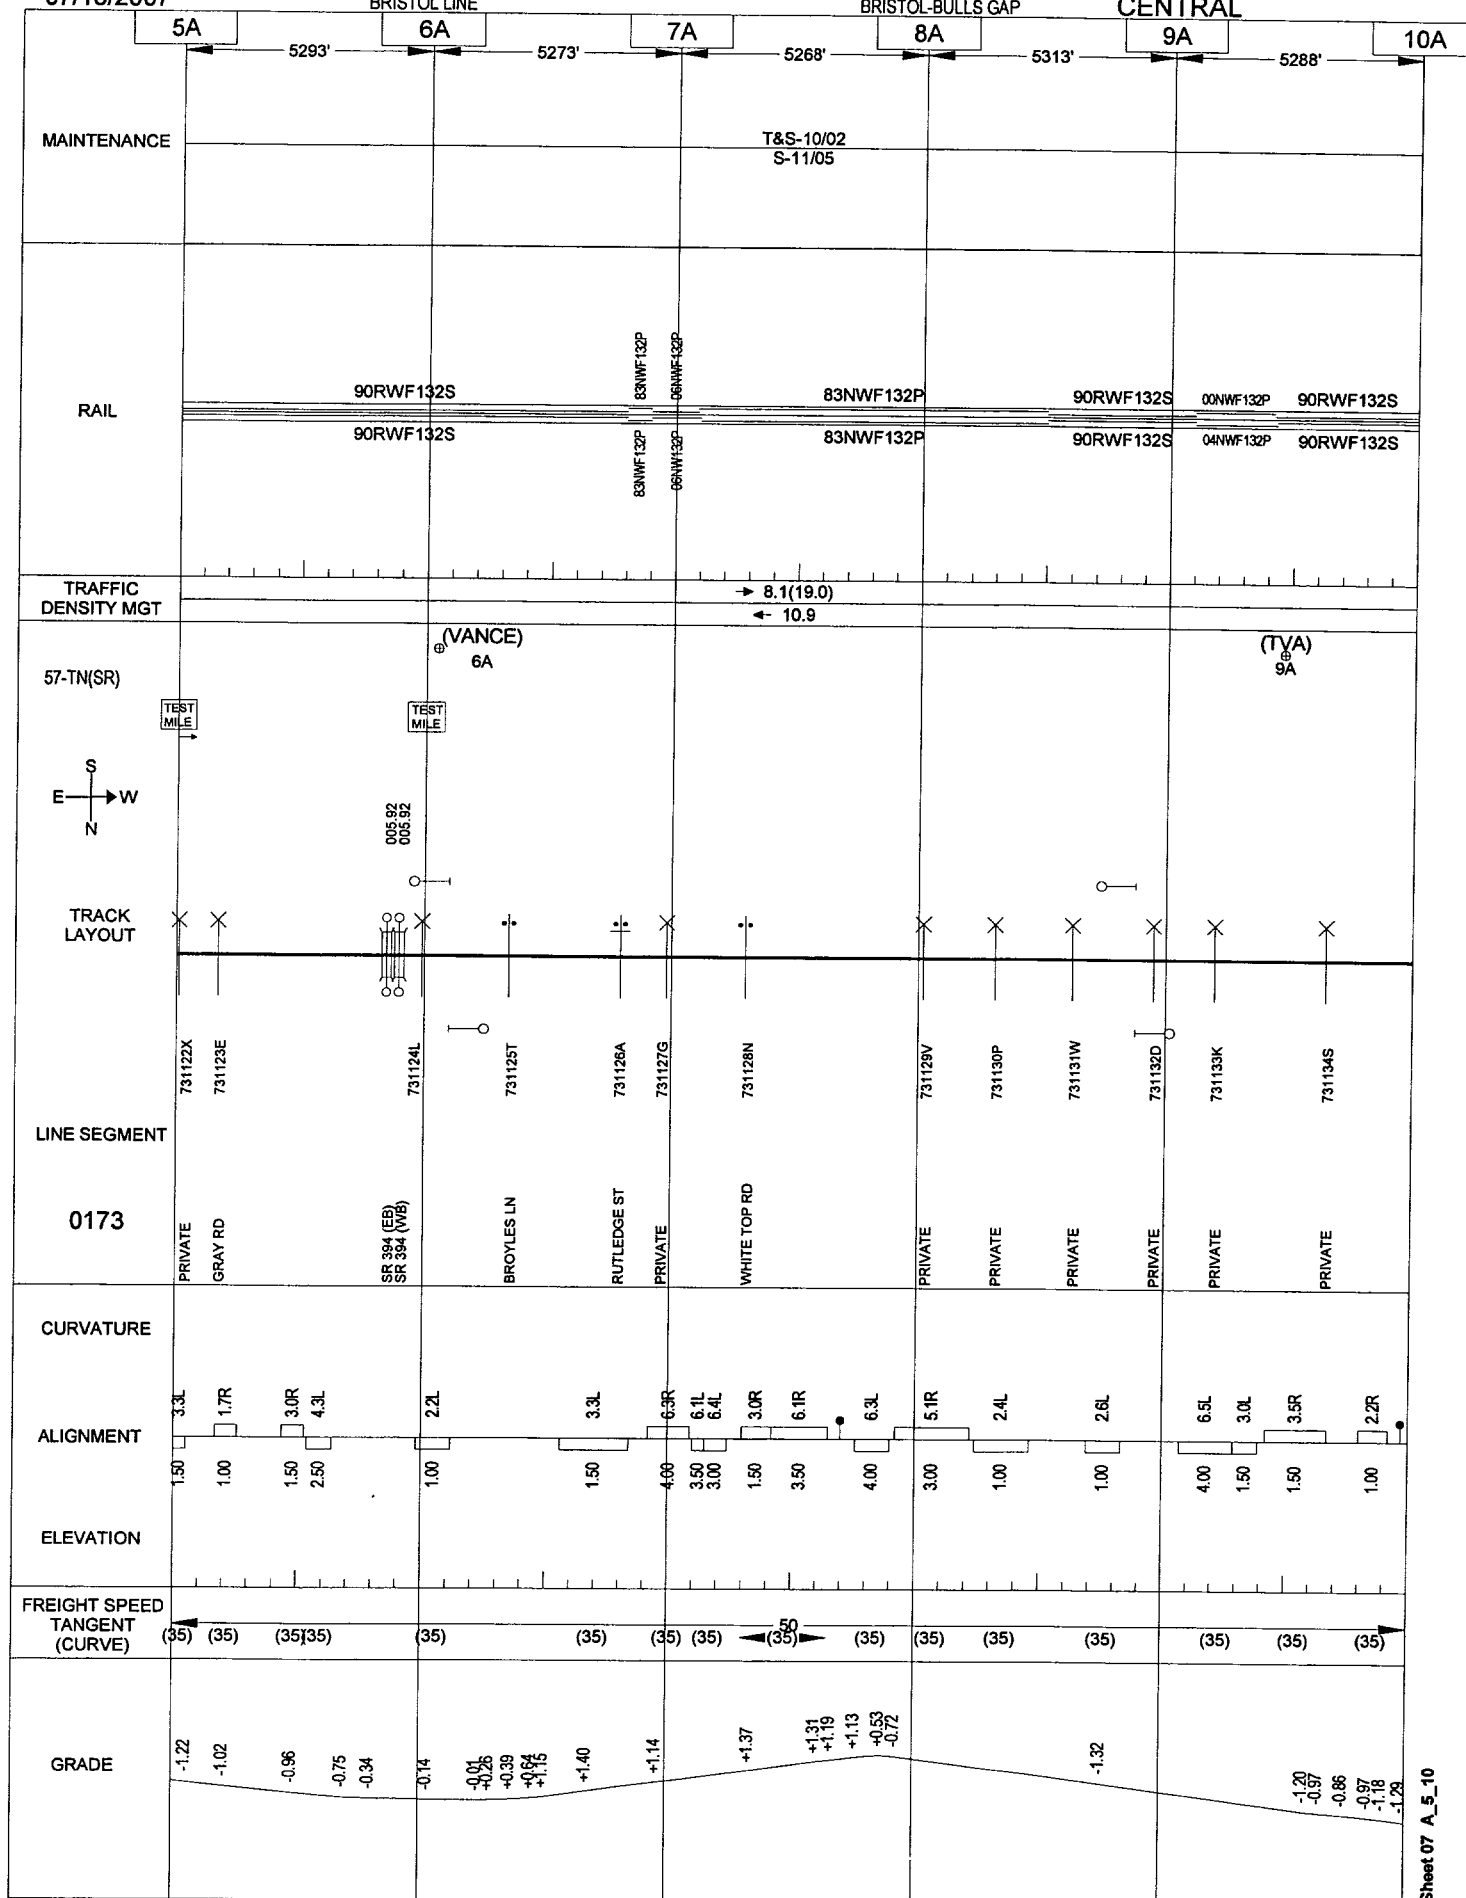 BRISTOL LINE
BRISTOL-BULLS GAP
CENTRAL
5A 6A 7A 8A 9A 10A
5293' 5273' 5268' 5313' 5288'
MAINTENANCE
T&S-10/02
S-11/05
RAIL
90RWF132S 83NWF132P 06NWF132P 83NWF132P 90RWF132S 00NWF132P 90RWF132S
90RWF132S 83NWF132P 06NW132P 83NWF132P 90RWF132S 04NWF132P 90RWF132S
TRAFFIC
DENSITY MGT
8.1(19.0)
10.9
(VANCE)
6A
(TVA)
9A
57-TN(SR)
TEST
MILE
TEST
MILE
S
E W
N
005.92
005.92
TRACK
LAYOUT
731122X
731123E
731124L
731125T
731126A
731127G
731128N
731129V
731130P
731131W
731132D
731133K
731134S
LINE SEGMENT
0173
PRIVATE
GRAY RD
SR 394 (EB)
SR 394 (WB)
BROYLES LN
RUTLEDGE ST
PRIVATE
WHITE TOP RD
PRIVATE
PRIVATE
PRIVATE
PRIVATE
PRIVATE
PRIVATE
CURVATURE
ALIGNMENT
3.3L 1.7R 3.0R 4.3L 2.2L 3.3L 6.3R 6.1L 6.4L 3.0R 6.1R 6.3L 5.1R 2.4L 2.6L 6.5L 3.0L 3.5R 2.2R
1.50 1.00 1.50 2.50 1.00 1.50 4.00 3.50 3.00 1.50 3.50 4.00 3.00 1.00 1.00 4.00 1.50 1.50 1.00
ELEVATION
FREIGHT SPEED
TANGENT
(CURVE)
50
(35) (35) (35) (35) (35) (35) (35) (35) (35) (35) (35) (35) (35) (35) (35) (35)
GRADE
-1.22 -1.02 -0.96 -0.75 -0.34 -0.14 -0.01 +0.26 +0.39 +0.64 +1.15 +1.40 +1.14 +1.37 +1.31 +1.19 +1.13 +0.53 -0.72 -1.32 -1.20 -0.97 -0.86 -0.97 -1.18 -1.29
Sheet 07 A_5_10